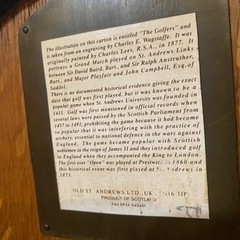 The illustration on this carton is entitled "The Golfers" and
is taken from an engraving by Charles E. Wagstaffe. It was
originally painted by Charles Lees, R.S.A., in 1877. It
portrays a Grand Match played on St. Andrews Links
between Sir David Baird, Bart., and Sir Ralph Anstruther,
Bart., and Major Playfair and John Campbell, Esq. of
Saddel.
There is no documented historical evidence giving the exact
date that golf was first played, but it was known to be a
popular game when St. Andrews University was founded in
1411. Golf was first mentioned in official records when
several laws were passed by the Scottish Parliament from
1457 to 1491, prohibiting the game because it had become
so popular that it was interfering with the practice of
archery, essential to national defense in the wars against
England. The game became popular with Scottish
noblemen in the reign of James II and they introduced golf
in England when they accompanied the King to London.
The first ever "Open" was played at Prestwick in 1860 and
this historical event was first played at St. Andrews
in 1873.
OLD ST. ANDREWS LTD., UK
PRODUCT OF SCOTLAND